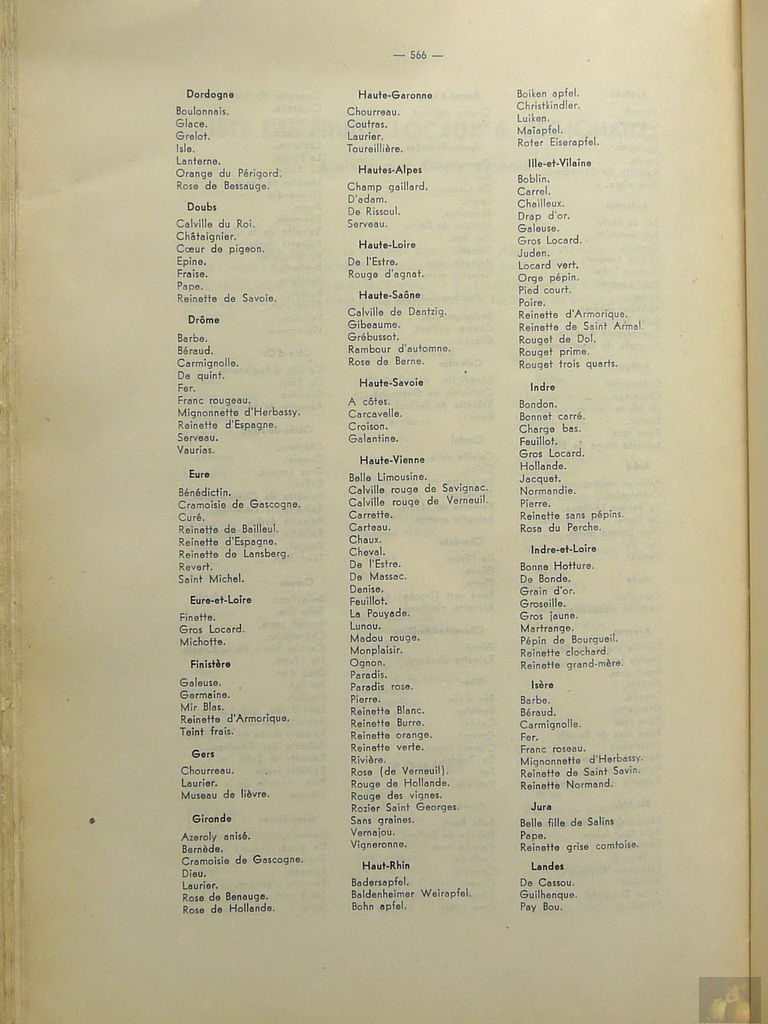 — 566 —
Dordogne
Boulonnais.
Glace.
Grelot.
Isle.
Lanterne.
Orange du Périgord.
Rose de Bessauge.
Doubs
Calville du Roi.
Châtaignier.
Cœur de pigeon.
Epine.
Fraise.
Pape.
Reinette de Savoie.
Drôme
Barbe.
Béraud.
Carmignolle.
De quint.
Fer.
Franc rougeau.
Mignonnette d'Herbassy.
Reinette d'Espagne.
Serveau.
Vaurias.
Eure
Bénédictin.
Cramoisie de Gascogne.
Curé.
Reinette de Bailleul.
Reinette d'Espagne.
Reinette de Lansberg.
Revert.
Saint Michel.
Eure-et-Loire
Finette.
Gros Locard.
Michotte.
Finistère
Galeuse.
Germaine.
Mir Blas.
Reinette d'Armorique.
Teint frais.
Gers
Chourreau.
Laurier.
Museau de lièvre.
Gironde
Azeroly anisé.
Bernède.
Cramoisie de Gascogne.
Dieu.
Laurier.
Rose de Benauge.
Rose de Hollande.
Haute-Garonne
Chourreau.
Coutras.
Laurier.
Toureillière.
Hautes-Alpes
Champ gaillard.
D'adam.
De Rissoul.
Serveau.
Haute-Loire
De l'Estre.
Rouge d'agnat.
Haute-Saône
Calville de Dantzig.
Gibeaume.
Grébussot.
Rambour d'automne.
Rose de Berne.
Haute-Savoie
A côtes.
Carcavelle.
Croison.
Galantine.
Haute-Vienne
Belle Limousine.
Calville rouge de Savignac.
Calville rouge de Verneuil.
Carrette.
Carteau.
Chaux.
Cheval.
De l'Estre.
De Massac.
Denise.
Feuillot.
La Pouyade.
Lunou.
Madou rouge.
Monplaisir.
Ognon.
Paradis.
Paradis rose.
Pierre.
Reinette Blanc.
Reinette Burre.
Reinette orange.
Reinette verte.
Rivière.
Rose (de Verneuil).
Rouge de Hollande.
Rouge des vignes.
Rozier Saint Georges.
Sans graines.
Vernajou.
Vigneronne.
Haut-Rhin
Badersapfel.
Baldenheimer Weirapfel.
Bohn apfel.
Boiken apfel.
Christkindler.
Luiken.
Maïapfel.
Roter Eiserapfel.
Ille-et-Vilaine
Boblin.
Carrel.
Chailleux.
Drap d'or.
Galeuse.
Gros Locard.
Juden.
Locard vert.
Orge pépin.
Pied court.
Poire.
Reinette d'Armorique.
Reinette de Saint Armal.
Rouget de Dol.
Rouget prime.
Rouget trois quarts.
Indre
Bondon.
Bonnet carré.
Charge bas.
Feuillot.
Gros Locard.
Hollande.
Jacquet.
Normandie.
Pierre.
Reinette sans pépins.
Rosa du Perche.
Indre-et-Loire
Bonne Hotture.
De Bonde.
Grain d'or.
Groseille.
Gros jaune.
Martrange.
Pépin de Bourgueil.
Reinette clochard.
Reinette grand-mère.
Isère
Barbe.
Béraud.
Carmignolle.
Fer.
Franc roseau.
Mignonnette d'Herbassy.
Reinette de Saint Savin.
Reinette Normand.
Jura
Belle fille de Salins
Pape.
Reinette grise comtoise.
Landes
De Cassou.
Guilhenque.
Pay Bou.